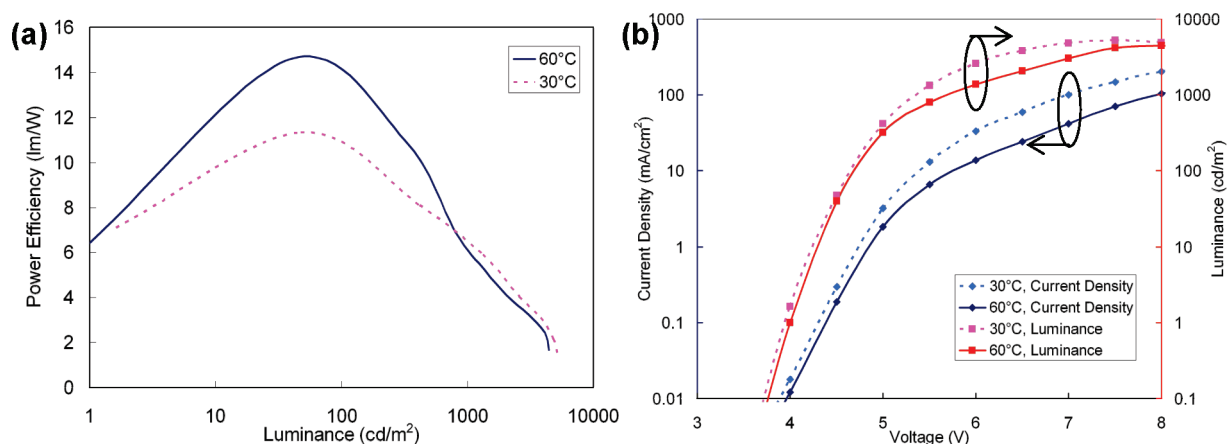 (a)
16
14
12
10
8
6
4
2
0
Power Efficiency (lm/W)
60°C
30°C
1
10
100
1000
10000
Luminance (cd/m²)
(b)
1000
100
10
1
0.1
0.01
Current Density (mA/cm²)
10000
1000
100
10
1
0.1
Luminance (cd/m²)
30°C, Current Density
60°C, Current Density
30°C, Luminance
60°C, Luminance
3
4
5
6
7
8
Voltage (V)